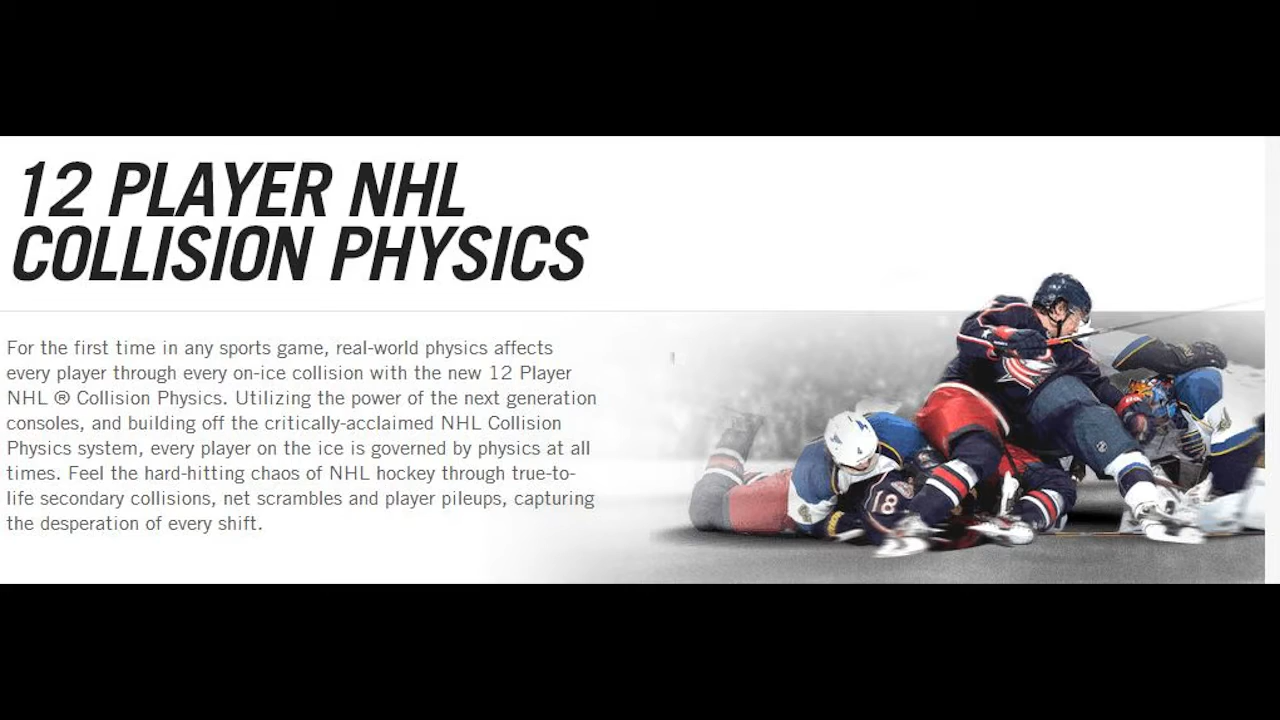 12 PLAYER NHL
COLLISION PHYSICS
For the first time in any sports game, real-world physics affects
every player through every on-ice collision with the new 12 Player
NHL ® Collision Physics. Utilizing the power of the next generation
consoles, and building off the critically-acclaimed NHL Collision
Physics system, every player on the ice is governed by physics at all
times. Feel the hard-hitting chaos of NHL hockey through true-to-
life secondary collisions, net scrambles and player pileups, capturing
the desperation of every shift.
18